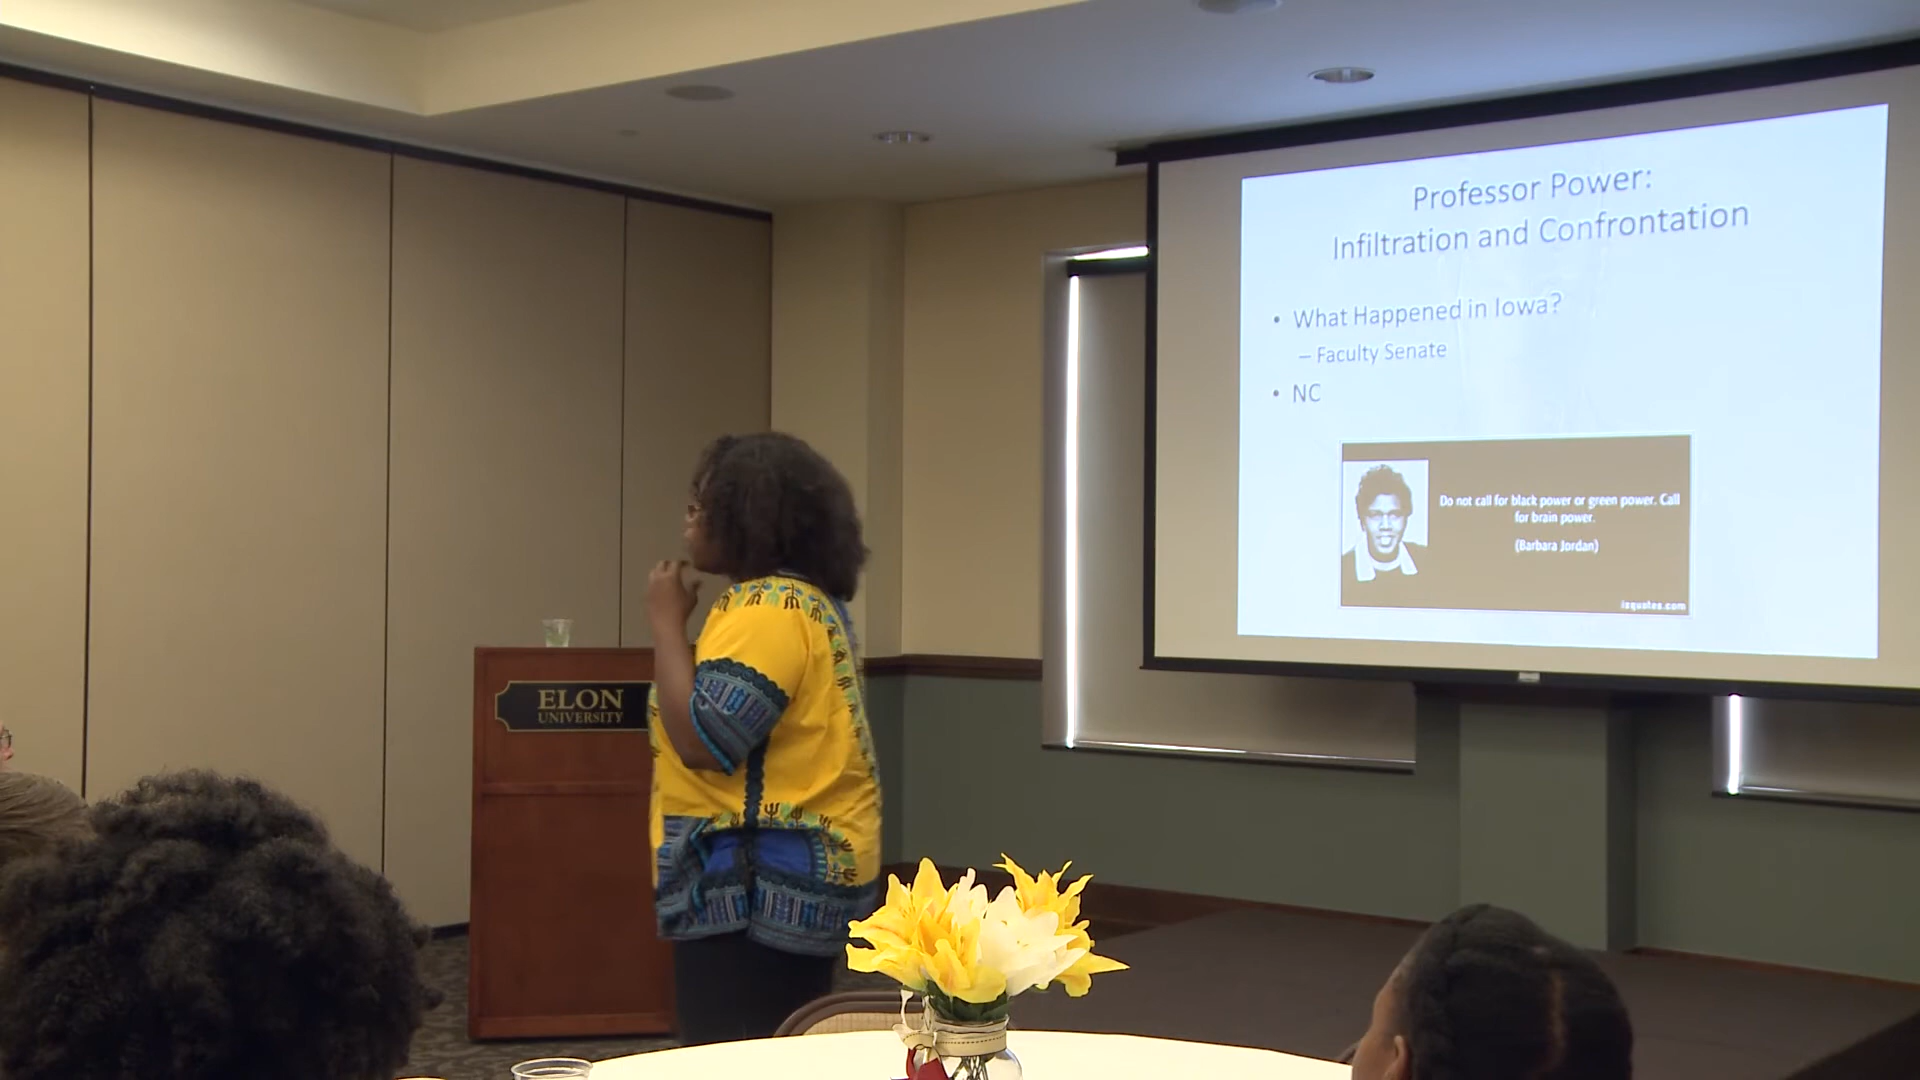 Professor Power:
Infiltration and Confrontation
• What Happened in Iowa?
– Faculty Senate
• NC
Do not call for black power or green power. Call
for brain power.
(Barbara Jordan)
izquotes.com
ELON
UNIVERSITY